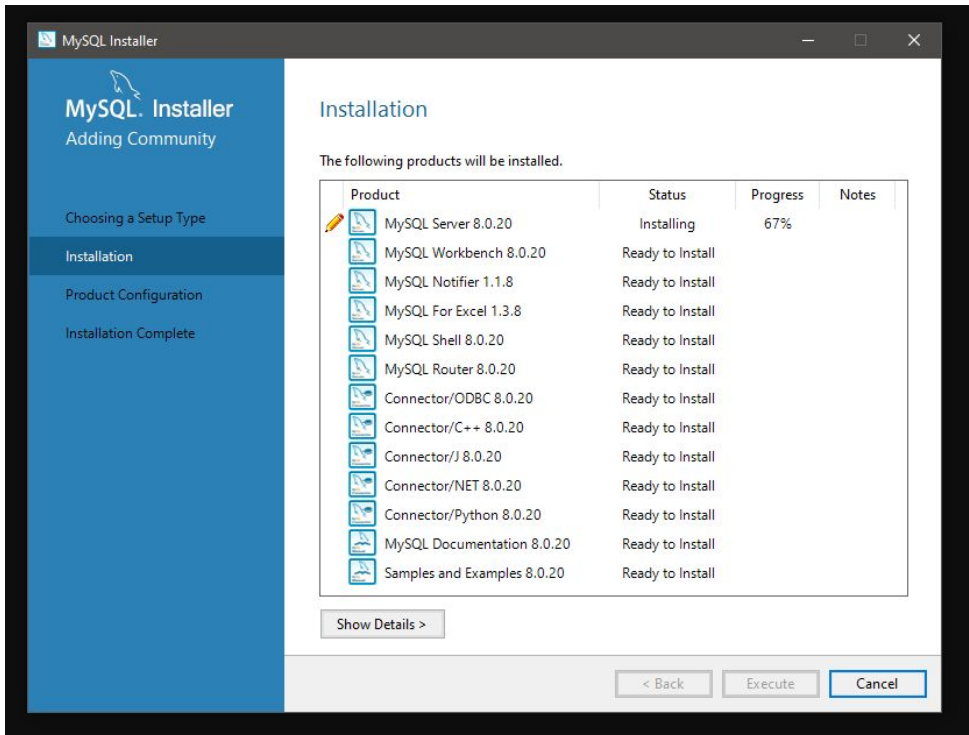 MySQL Installer
MySQL. Installer
Adding Community
Choosing a Setup Type
Installation
Product Configuration
Installation Complete
Installation
The following products will be installed.
Product Status Progress Notes
MySQL Server 8.0.20 Installing 67%
MySQL Workbench 8.0.20 Ready to Install
MySQL Notifier 1.1.8 Ready to Install
MySQL For Excel 1.3.8 Ready to Install
MySQL Shell 8.0.20 Ready to Install
MySQL Router 8.0.20 Ready to Install
Connector/ODBC 8.0.20 Ready to Install
Connector/C++ 8.0.20 Ready to Install
Connector/J 8.0.20 Ready to Install
Connector/NET 8.0.20 Ready to Install
Connector/Python 8.0.20 Ready to Install
MySQL Documentation 8.0.20 Ready to Install
Samples and Examples 8.0.20 Ready to Install
Show Details >
< Back Execute Cancel